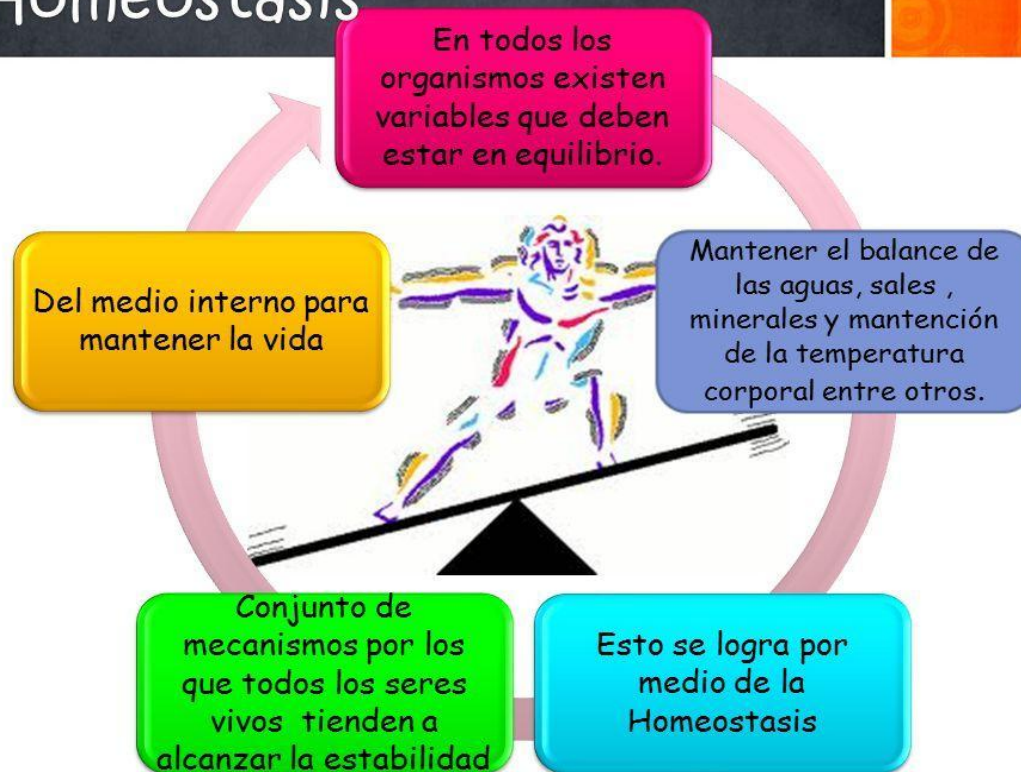 Homeostasis
En todos los
organismos existen
variables que deben
estar en equilibrio.
Mantener el balance de
las aguas, sales ,
minerales y mantención
de la temperatura
corporal entre otros.
Esto se logra por
medio de la
Homeostasis
Conjunto de
mecanismos por los
que todos los seres
vivos tienden a
alcanzar la estabilidad
Del medio interno para
mantener la vida